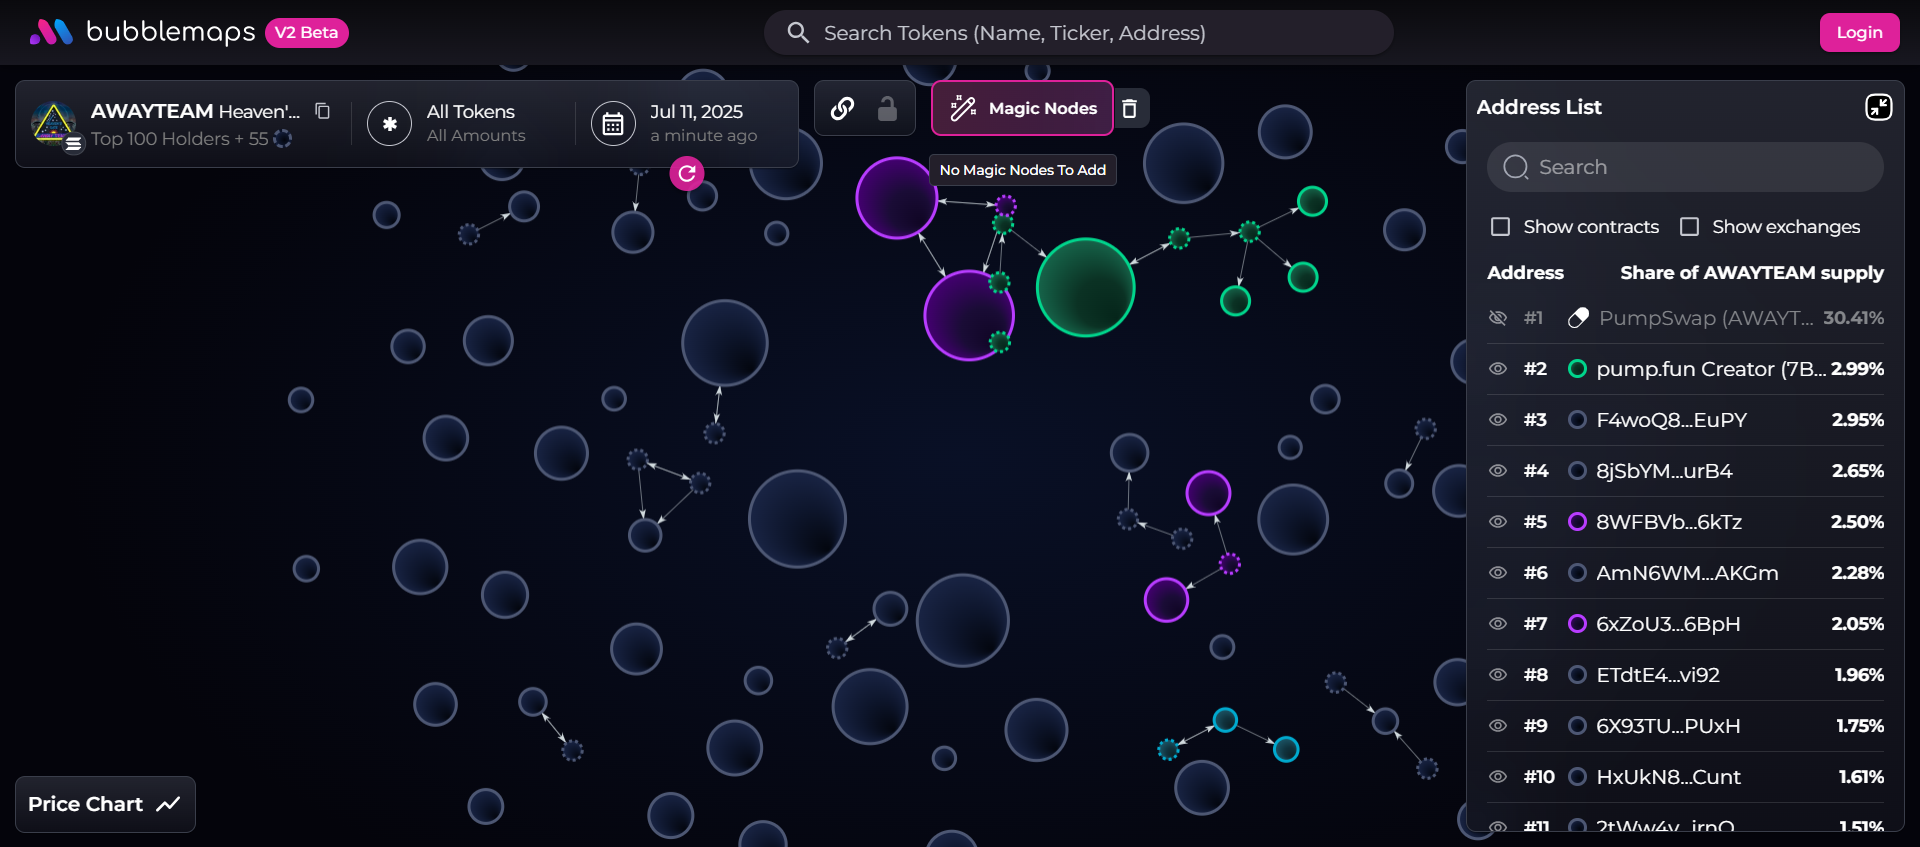 bubblemaps V2 Beta
Search Tokens (Name, Ticker, Address)
Login
AWAYTEAM Heaven'...
Top 100 Holders + 55
All Tokens
All Amounts
Jul 11, 2025
a minute ago
Magic Nodes
No Magic Nodes To Add
Address List
Search
Show contracts Show exchanges
Address Share of AWAYTEAM supply
#1 PumpSwap (AWAYT... 30.41%
#2 pump.fun Creator (7B... 2.99%
#3 F4woQ8...EuPY 2.95%
#4 8jSbYM...urB4 2.65%
#5 8WFBVb...6kTz 2.50%
#6 AmN6WM...AKGm 2.28%
#7 6xZoU3...6BpH 2.05%
#8 ETdtE4...vi92 1.96%
#9 6X93TU...PUxH 1.75%
#10 HxUkN8...Cunt 1.61%
#11 1.51%
Price Chart